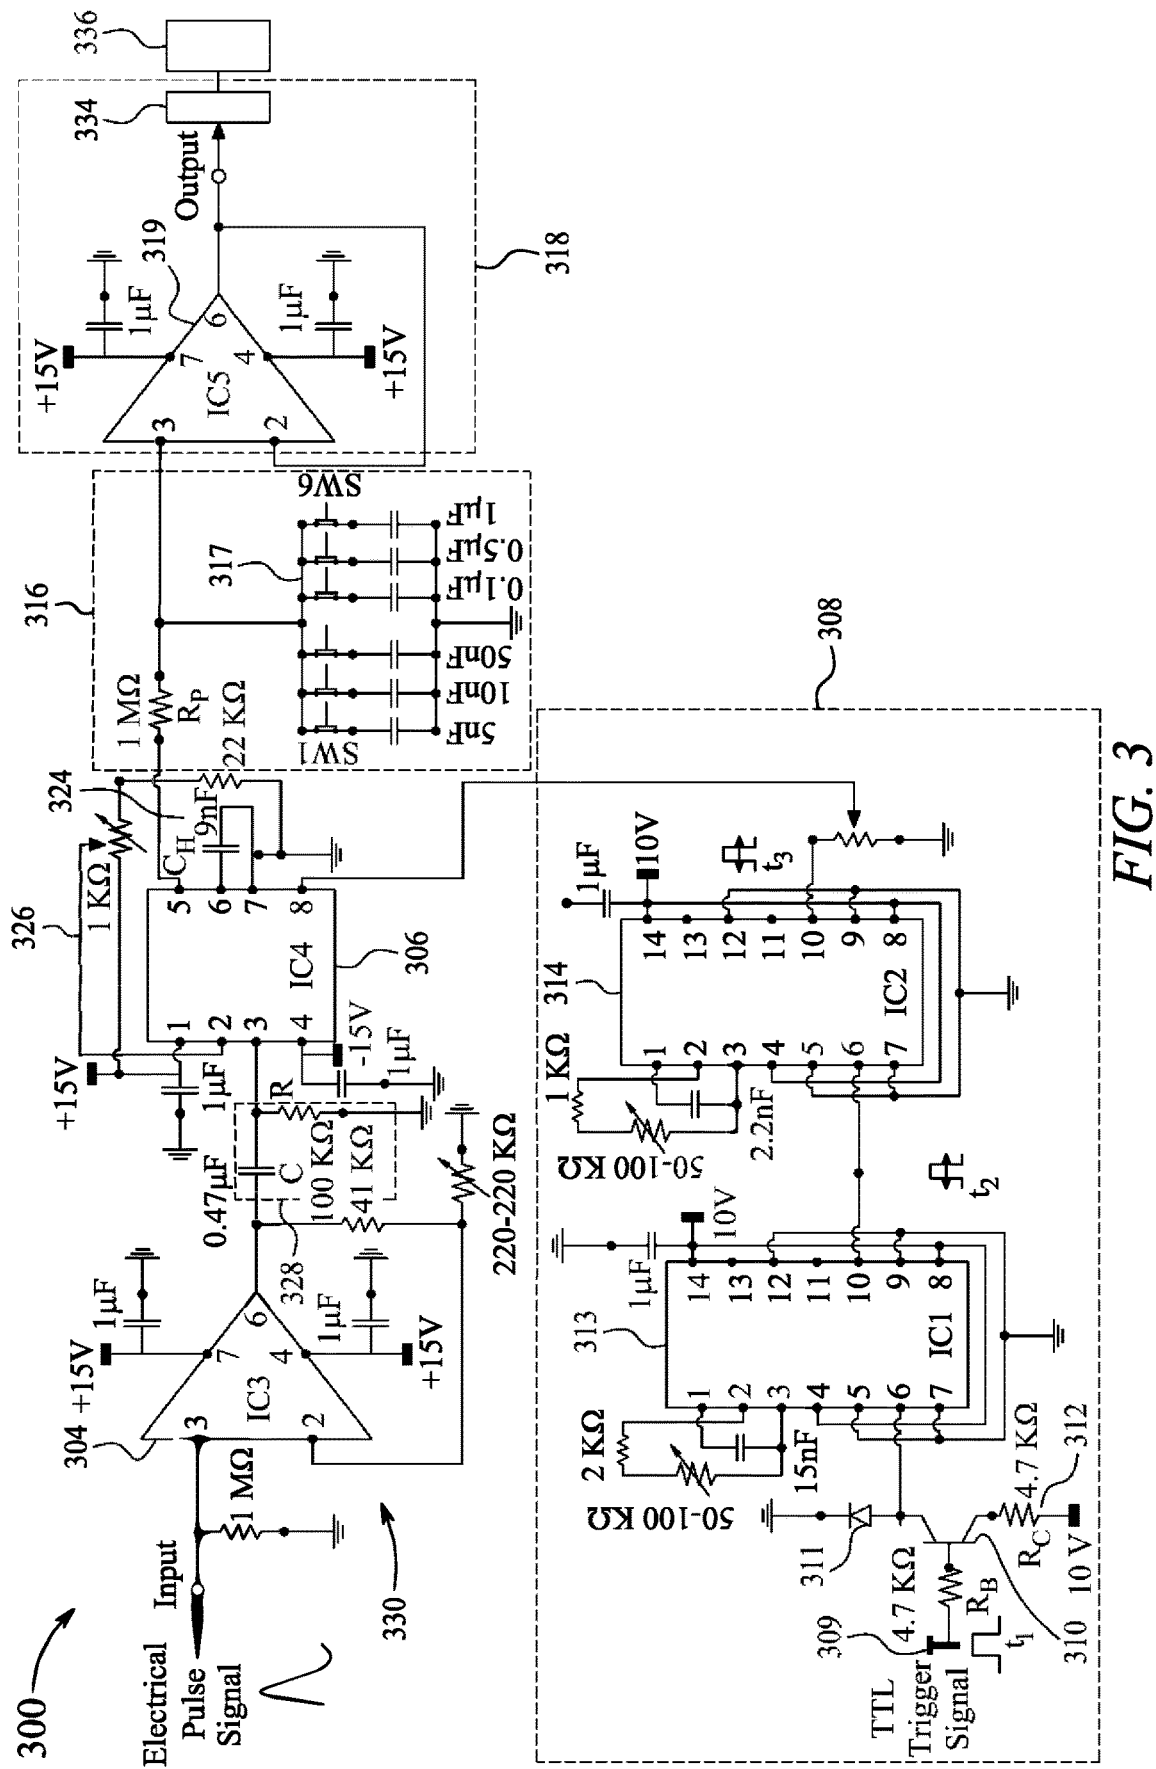 300
Electrical
Pulse
Signal
Input
1 MΩ
330
304
+15V
1µF
3
2
7
4
6
IC3
1µF
+15V
0.47µF
C
328
100 KΩ
R
41 KΩ
220-220 KΩ
+15V
1µF
1
2
3
4
5
6
7
8
IC4
306
-15V
1µF
326
1 KΩ
324
C_H
9nF
22 KΩ
316
1 MΩ
R_P
317
SW1
SW6
5nF
10nF
50nF
0.1µF
0.5µF
1µF
+15V
1µF
319
3
2
7
4
6
IC5
1µF
+15V
318
Output
334
336
308
TTL
Trigger
Signal
t₁
309
4.7 KΩ
R_B
310
311
R_C
4.7 KΩ
312
10 V
2 KΩ
50-100 KΩ
15nF
313
1
2
3
4
5
6
7
14
13
12
11
10
9
8
IC1
1µF
10V
t₂
1 KΩ
50-100 KΩ
2.2nF
314
1
2
3
4
5
6
7
14
13
12
11
10
9
8
IC2
1µF
10V
t₃
FIG. 3